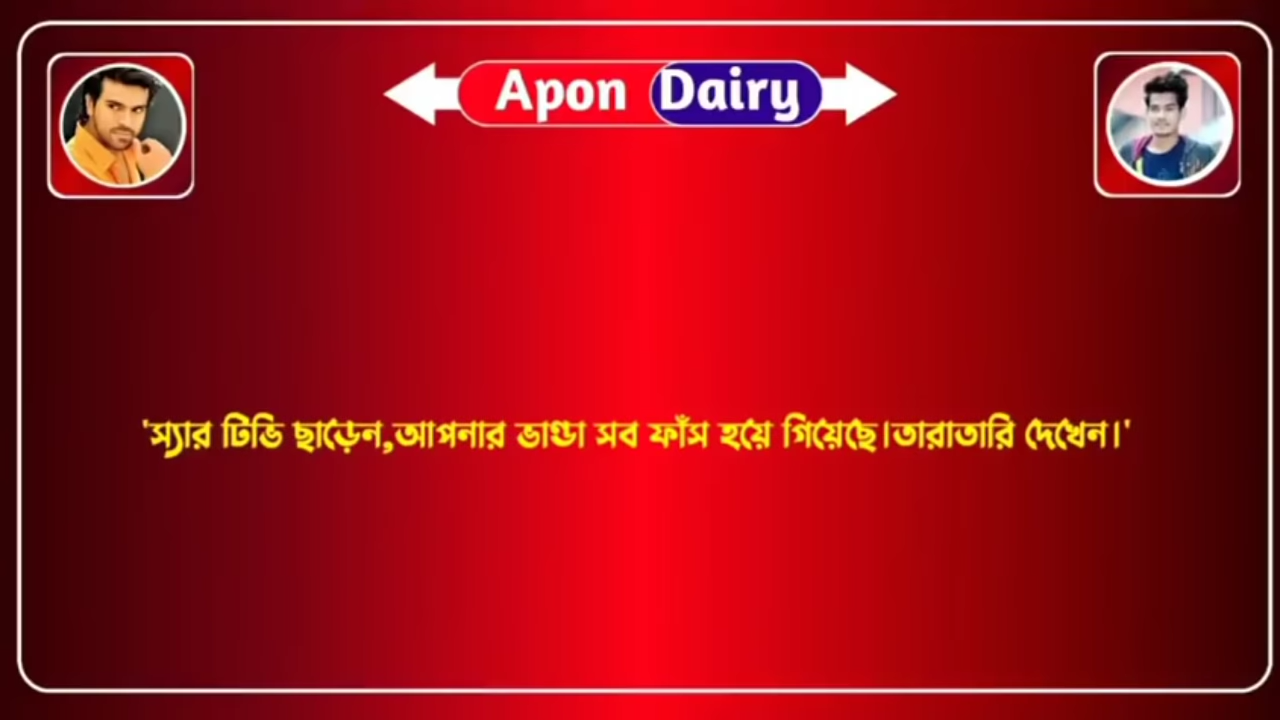 Apon Dairy
'স্যার টিভি ছাড়েন,আপনার ভাণ্ডা সব ফাঁস হয়ে গিয়েছে।তারাতারি দেখেন।'